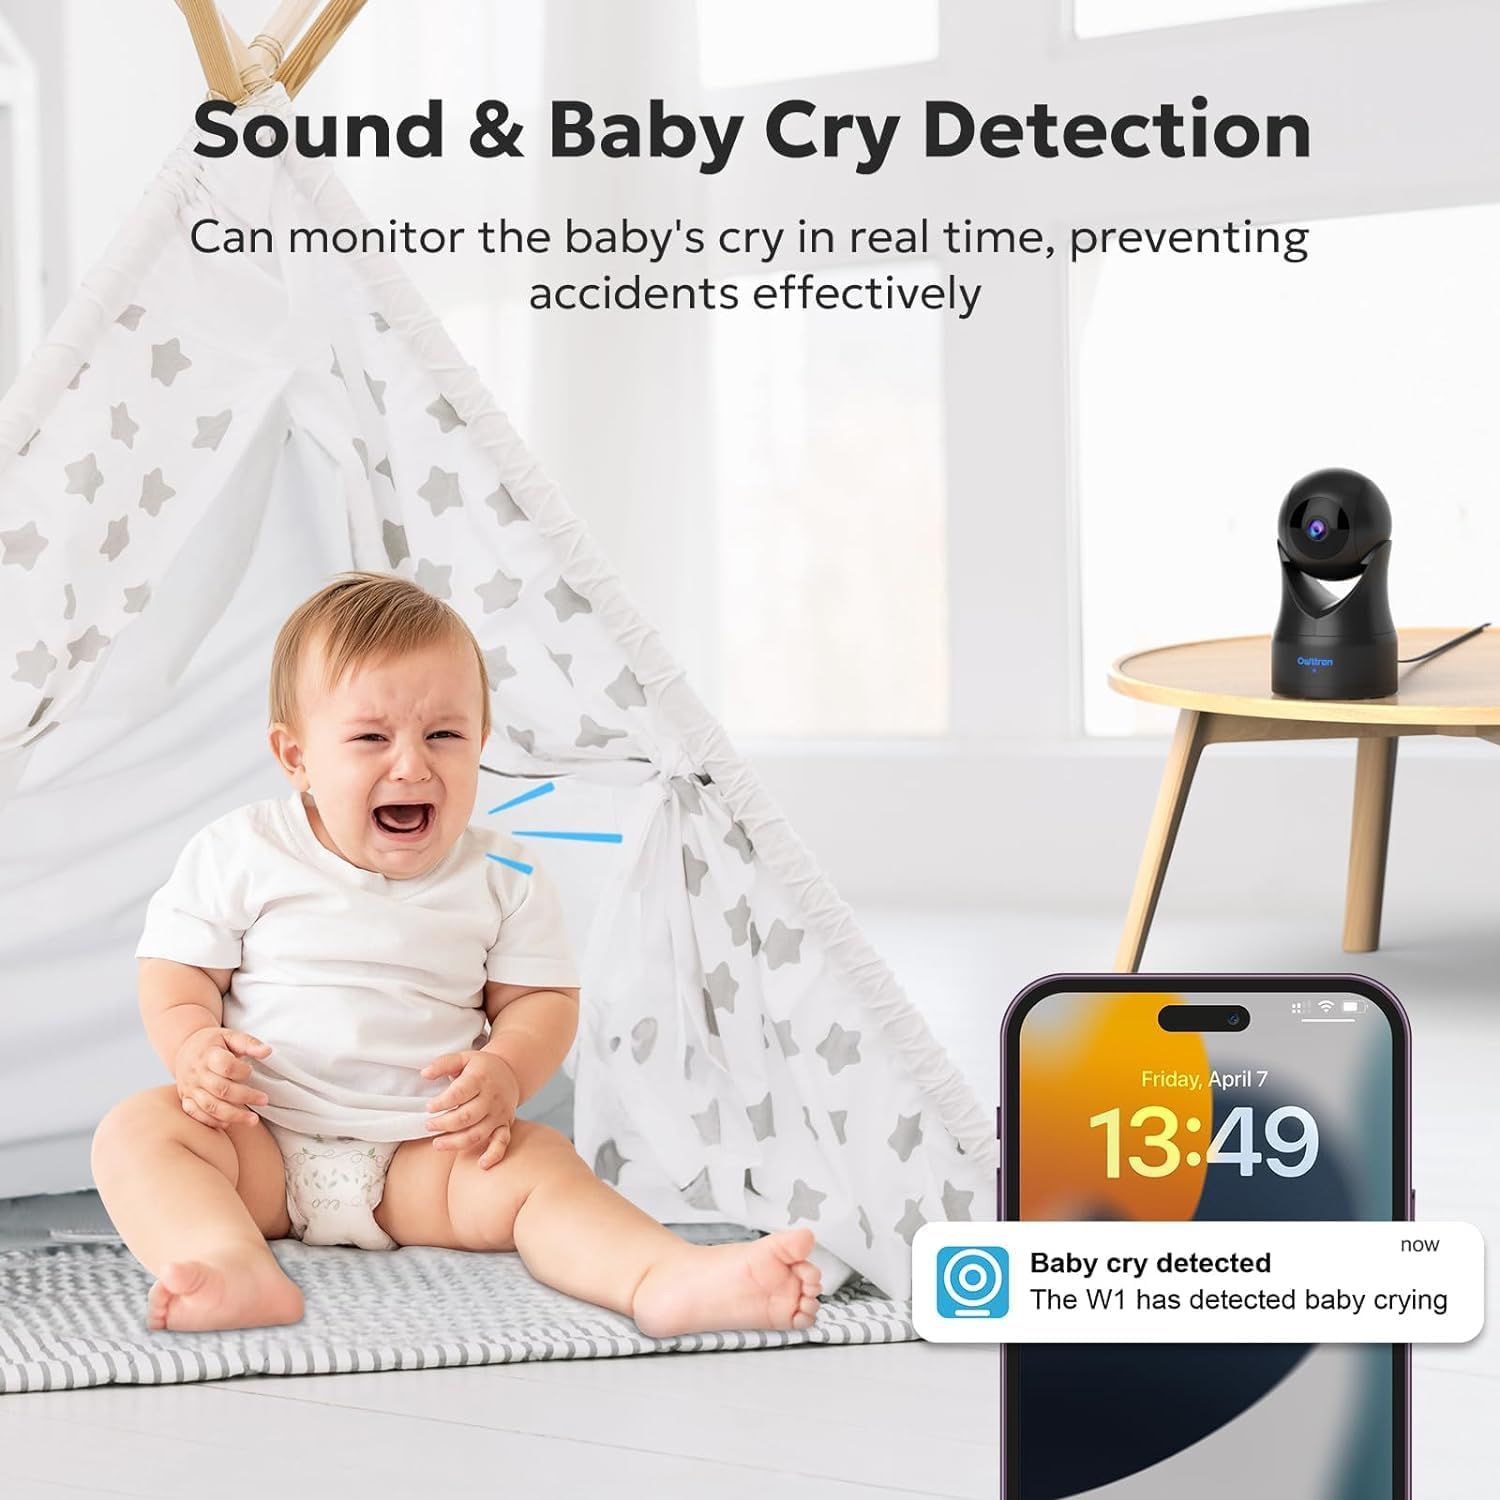 Sound & Baby Cry Detection
Can monitor the baby's cry in real time, preventing
accidents effectively
Owltron
Friday, April 7
13:49
now
Baby cry detected
The W1 has detected baby crying